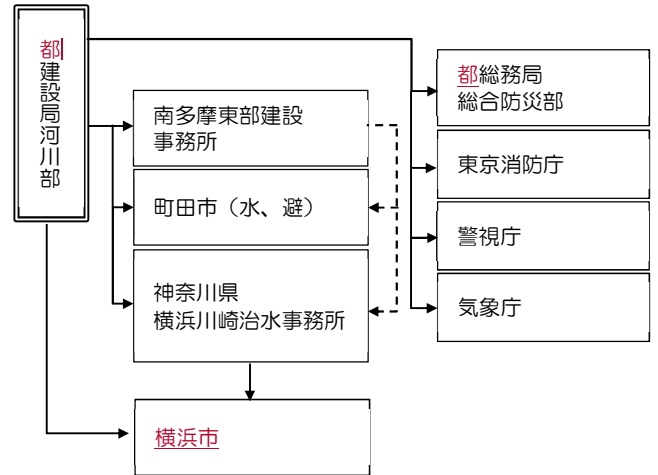 都建設局河川部
南多摩東部建設
事務所
町田市（水、避）
神奈川県
横浜川崎治水事務所
横浜市
都総務局
総合防災部
東京消防庁
警視庁
気象庁